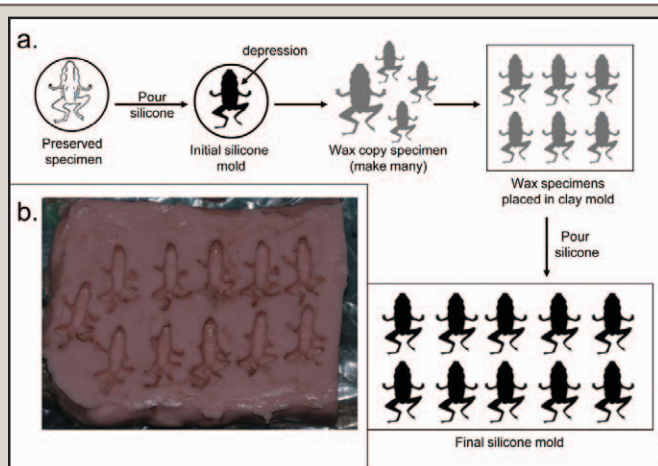 a.
depression
Pour
silicone
Preserved
specimen
Initial silicone
mold
Wax copy specimen
(make many)
Wax specimens
placed in clay mold
b.
Pour
silicone
Final silicone mold